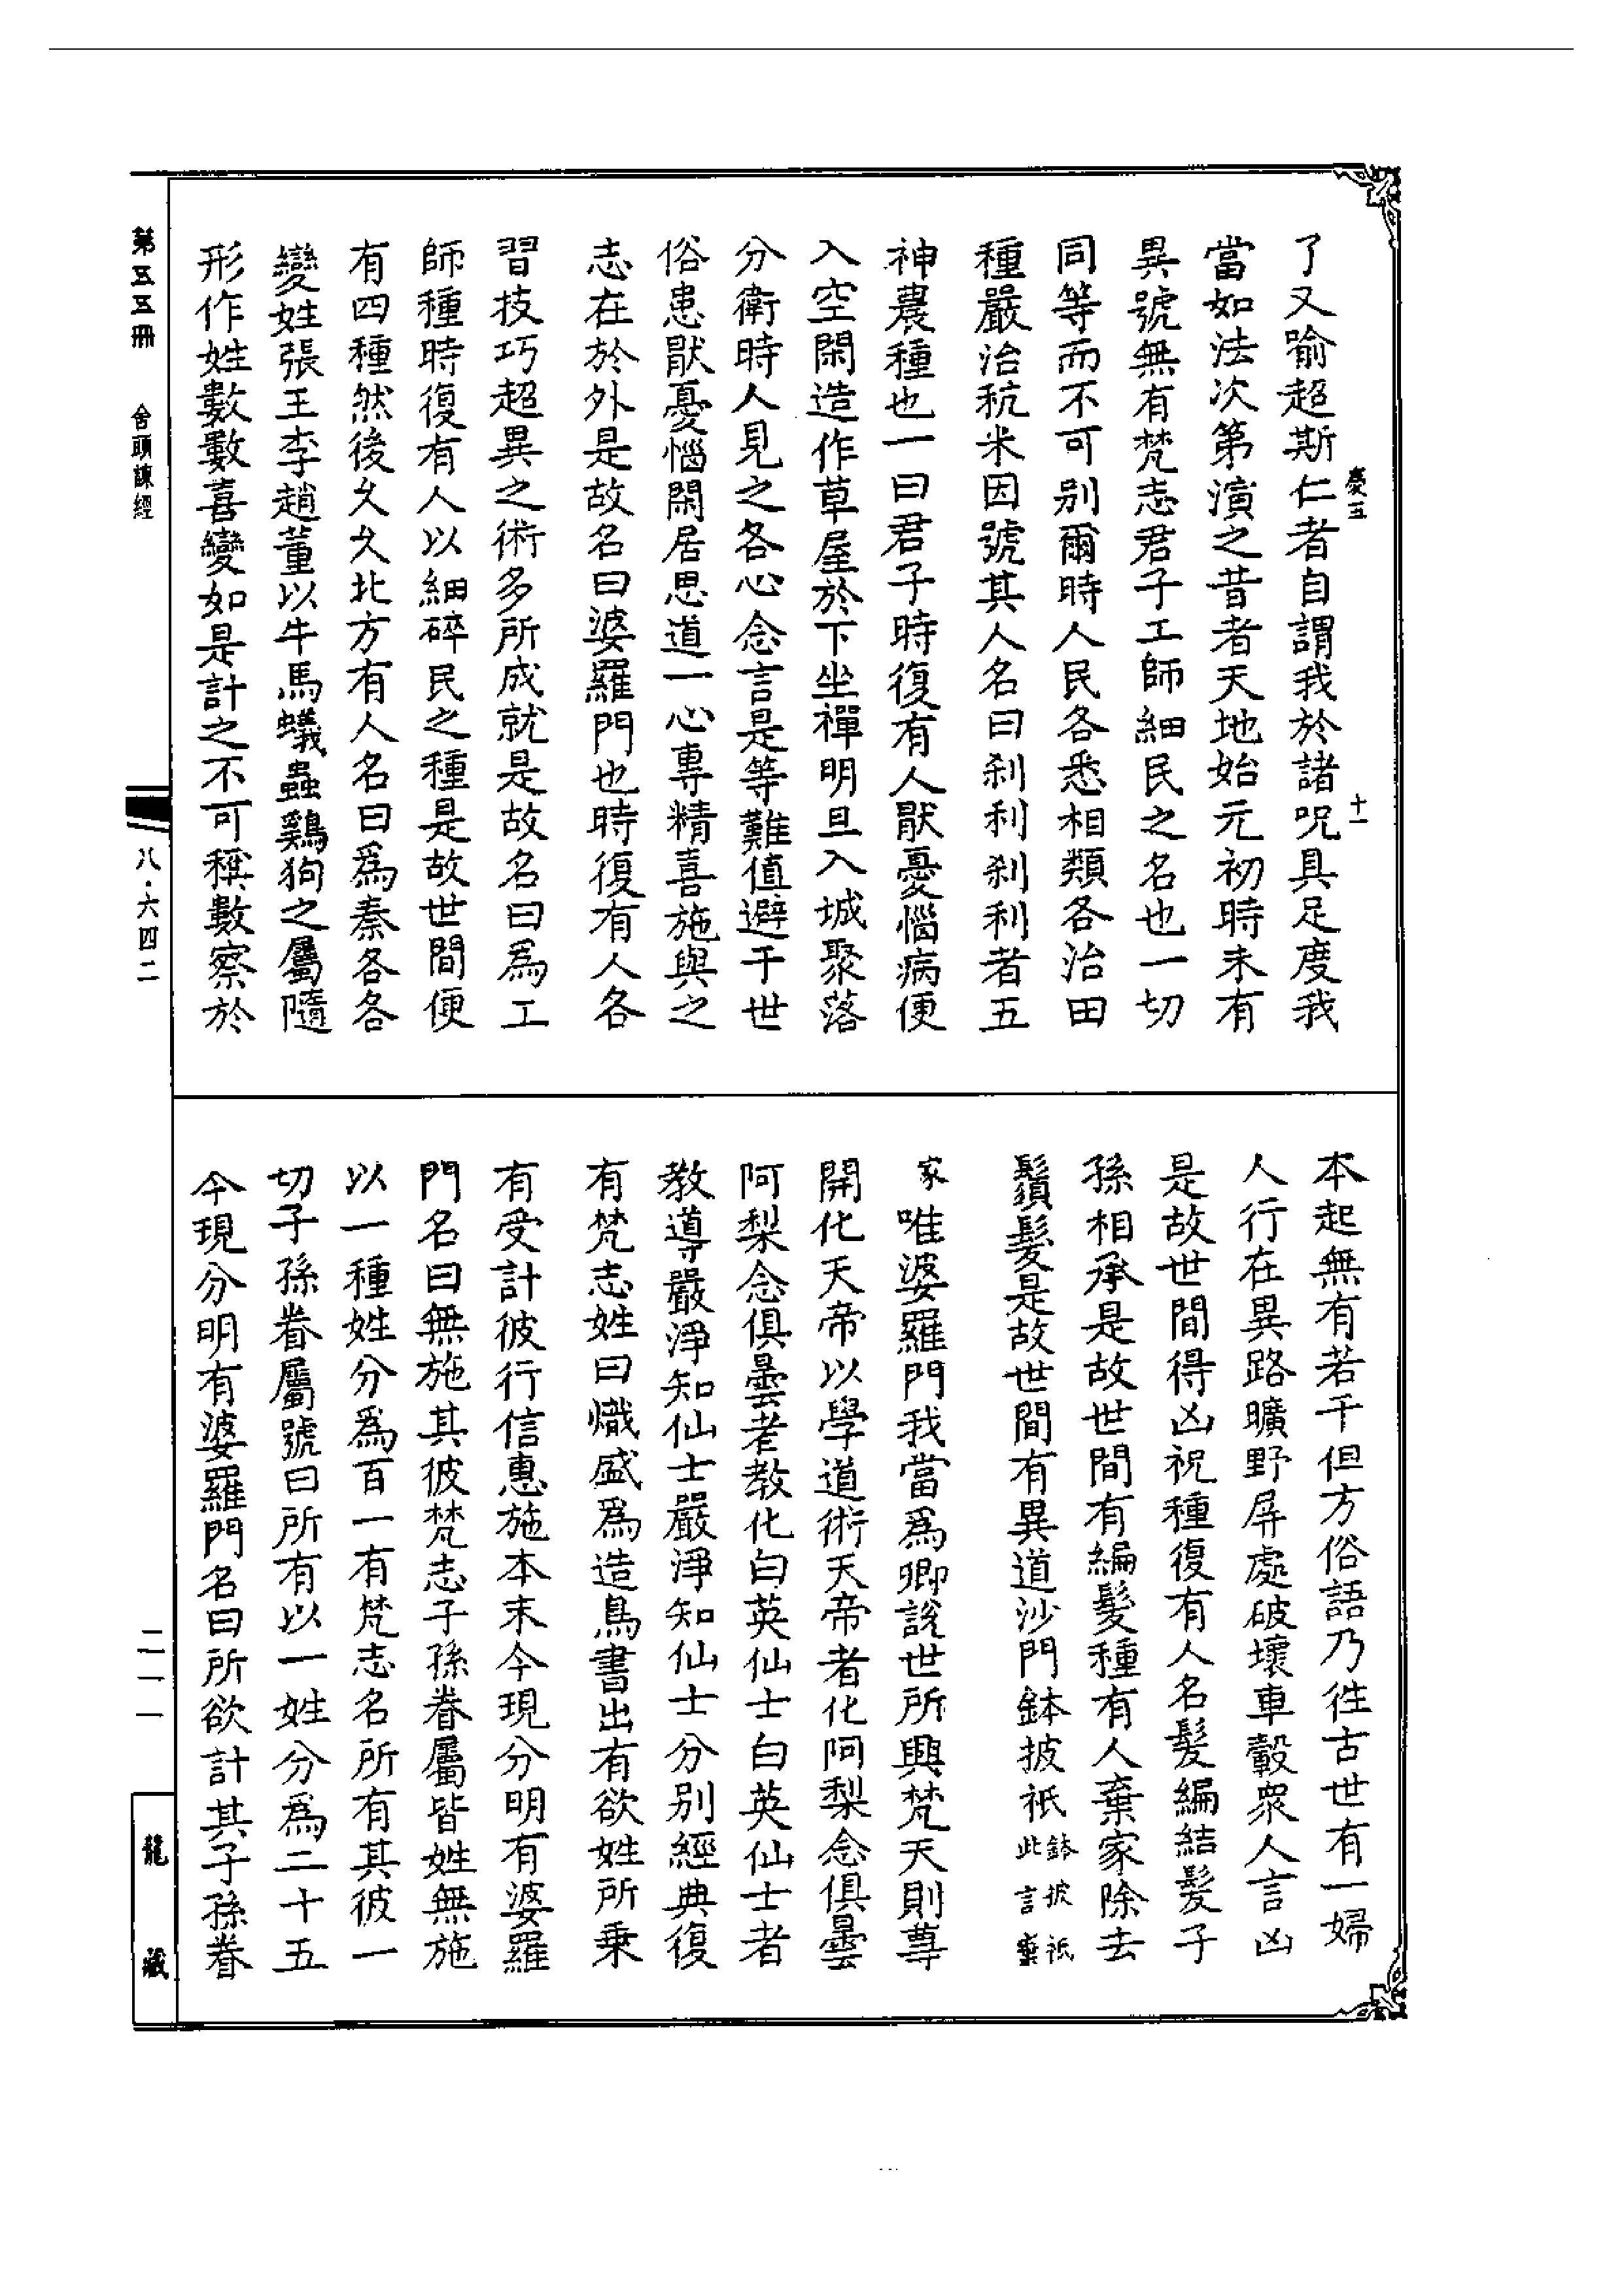 慶五
十一
了又喻超斯仁者自謂我於諸呪具足度我
當如法次第演之昔者天地始元初時未有
異號無有梵志君子工師細民之名也一切
同等而不可別爾時人民各悉相類各治田
種嚴治秔米因號其人名曰刹利刹利者五
神農種也一曰君子時復有人厭憂惱病便
入空閑造作草屋於下坐禪明旦入城聚落
分衛時人見之各心念言是等難值避于世
俗患厭憂惱閑居思道一心專精喜施與之
志在於外是故名曰婆羅門也時復有人各
習技巧超異之術多所成就是故名曰為工
師種時復有人以細碎民之種是故世間便
有四種然後久久北方有人名曰為秦各各
變姓張王李趙董以牛馬蟻蟲鷄狗之屬隨
形作姓數數喜變如是計之不可稱數察於
本起無有若干但方俗語乃徃古世有一婦
人行在異路曠野屏處破壞車轂衆人言凶
是故世間得凶祝種復有人名髮編結髮子
孫相承是故世間有編髮種有人棄家除去
鬚髮是故世間有異道沙門鉢披祇鉢披祇此言棄
家唯婆羅門我當為卿說世所興梵天則尊
開化天帝以學道術天帝者化阿梨念俱曇
阿梨念俱曇老教化白英仙士白英仙士者
教導嚴淨知仙士嚴淨知仙士分別經典復
有梵志姓曰熾盛為造鳥書出有欲姓所乗
有受計彼行信惠施本末今現分明有婆羅
門名曰無施其彼梵志子孫眷屬皆姓無施
以一種姓分為百一有梵志名所有其彼一
切子孫眷屬號曰所有以一姓分為二十五
今現分明有婆羅門名曰所欲計其子孫眷
第五五冊 舍頭諫經
八·六四二
二一一
龍藏